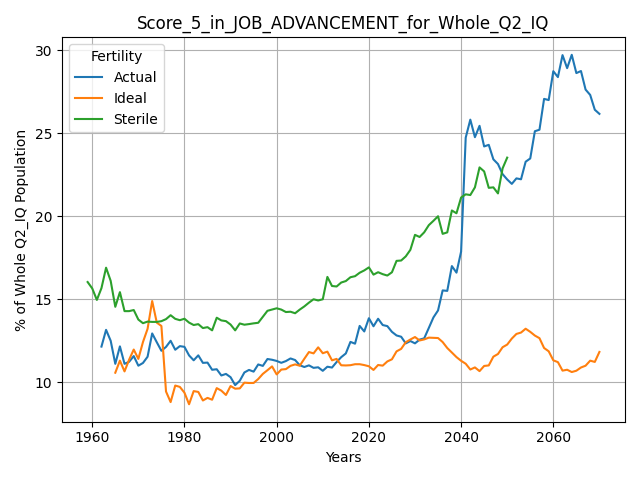 Score_5_in_JOB_ADVANCEMENT_for_Whole_Q2_IQ
Fertility
Actual
Ideal
Sterile
% of Whole Q2_IQ Population
30
25
20
15
10
1960
1980
2000
2020
2040
2060
Years